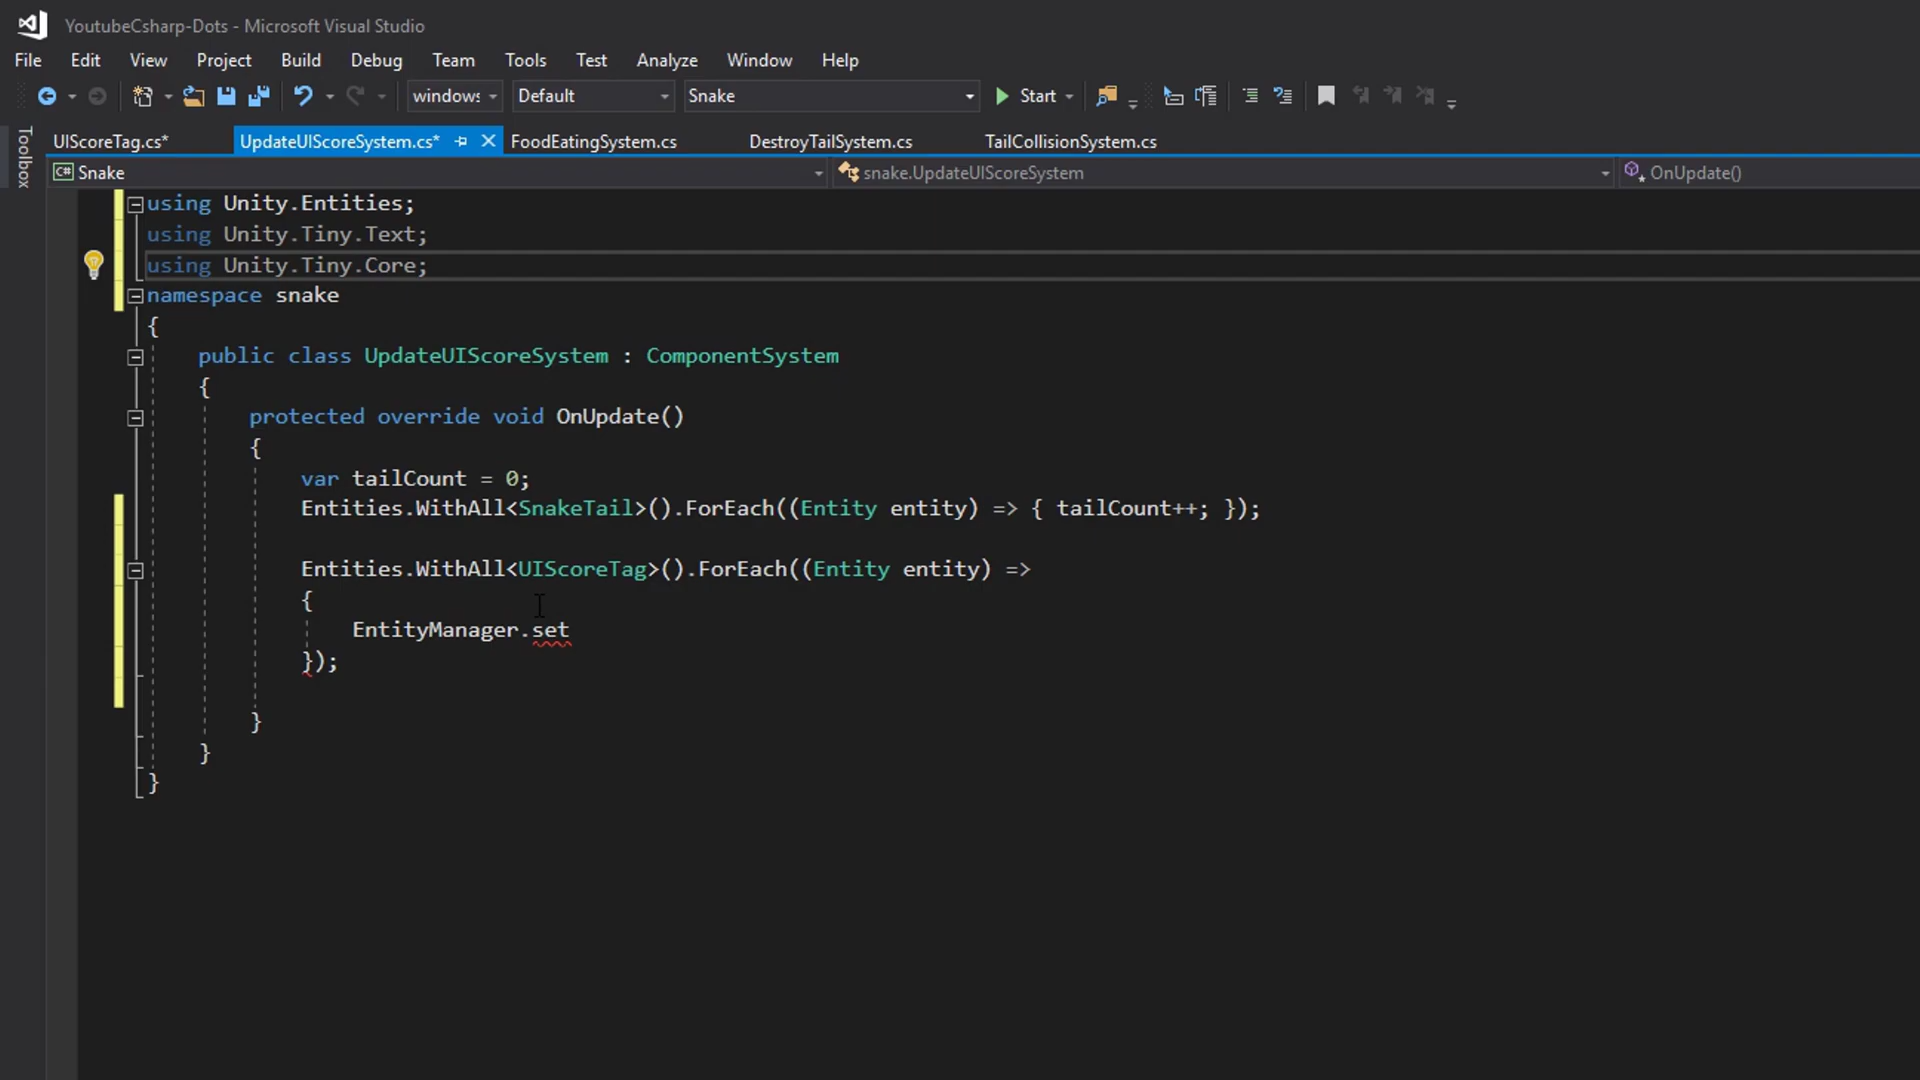 YoutubeCsharp-Dots - Microsoft Visual Studio
File Edit View Project Build Debug Team Tools Test Analyze Window Help
windows Default Snake Start
Toolbox
UIScoreTag.cs* UpdateUIScoreSystem.cs* FoodEatingSystem.cs DestroyTailSystem.cs TailCollisionSystem.cs
C# Snake snake.UpdateUIScoreSystem OnUpdate()
using Unity.Entities;
using Unity.Tiny.Text;
using Unity.Tiny.Core;
namespace snake
{
public class UpdateUIScoreSystem : ComponentSystem
{
protected override void OnUpdate()
{
var tailCount = 0;
Entities.WithAll<SnakeTail>().ForEach((Entity entity) => { tailCount++; });
Entities.WithAll<UIScoreTag>().ForEach((Entity entity) =>
{
EntityManager.set
});
}
}
}